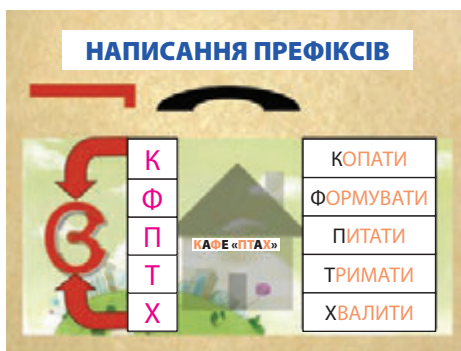 НАПИСАННЯ ПРЕФІКСІВ
З
К
Ф
П
Т
Х
КАФЕ «ПТАХ»
КОПАТИ
ФОРМУВАТИ
ПИТАТИ
ТРИМАТИ
ХВАЛИТИ